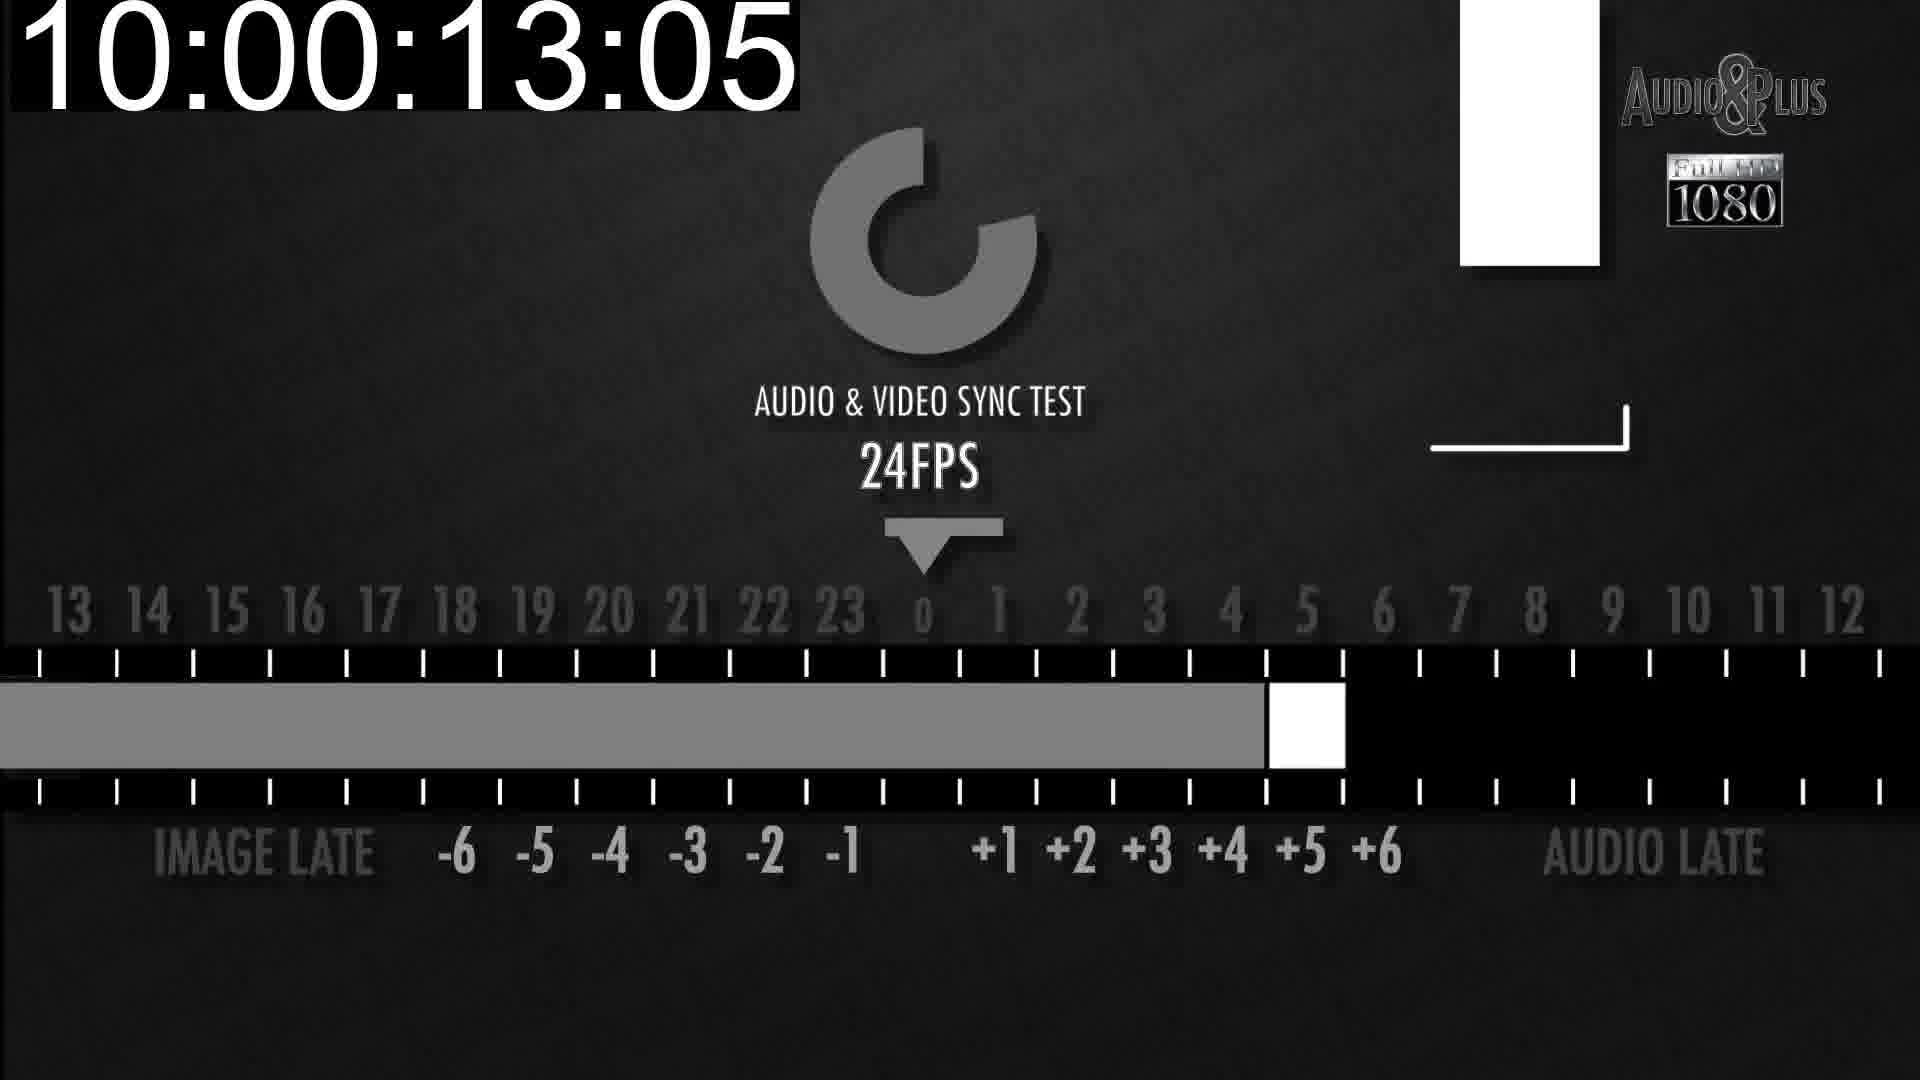 10:00:13:05
AUDIO & PLUS
Full HD
1080
AUDIO & VIDEO SYNC TEST
24FPS
13 14 15 16 17 18 19 20 21 22 23 0 1 2 3 4 5 6 7 8 9 10 11 12
IMAGE LATE -6 -5 -4 -3 -2 -1 +1 +2 +3 +4 +5 +6 AUDIO LATE